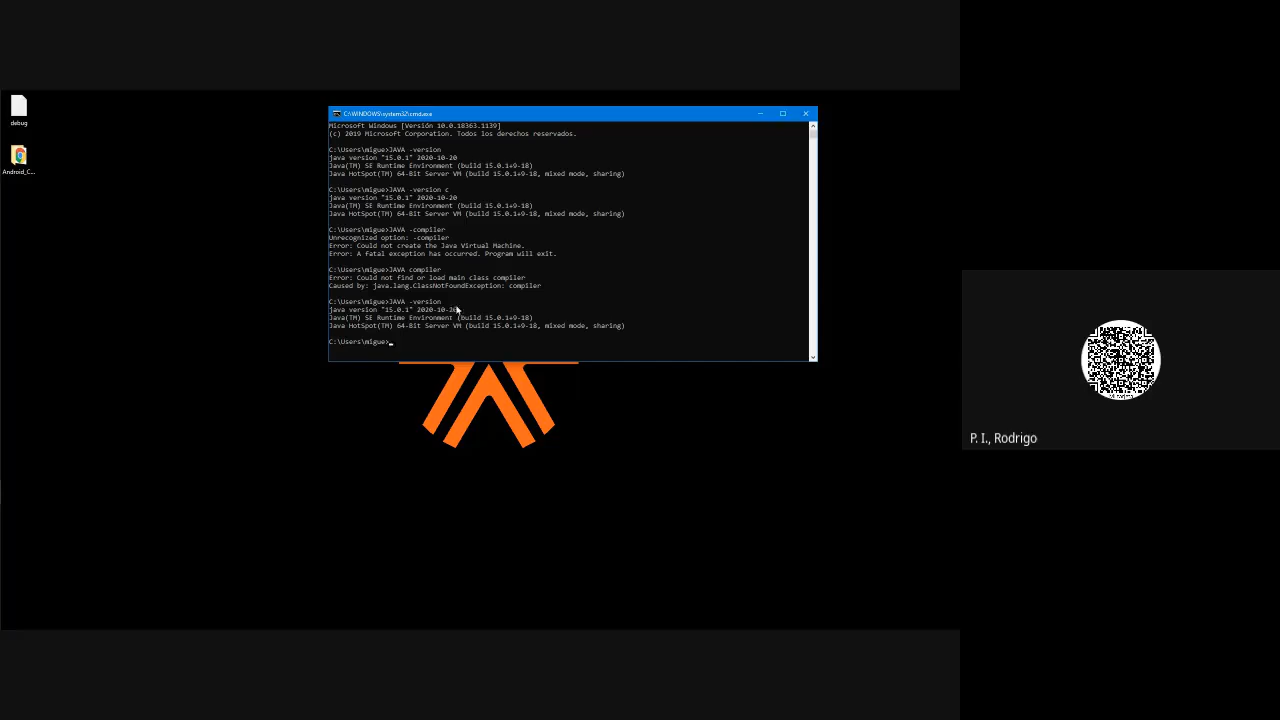 debug
Android_C...
C:\WINDOWS\system32\cmd.exe
Microsoft Windows [Versión 10.0.18363.1139]
(c) 2019 Microsoft Corporation. Todos los derechos reservados.
C:\Users\migue>JAVA -version
java version "15.0.1" 2020-10-20
Java(TM) SE Runtime Environment (build 15.0.1+9-18)
Java HotSpot(TM) 64-Bit Server VM (build 15.0.1+9-18, mixed mode, sharing)
C:\Users\migue>JAVA -version c
java version "15.0.1" 2020-10-20
Java(TM) SE Runtime Environment (build 15.0.1+9-18)
Java HotSpot(TM) 64-Bit Server VM (build 15.0.1+9-18, mixed mode, sharing)
C:\Users\migue>JAVA -compiler
Unrecognized option: -compiler
Error: Could not create the Java Virtual Machine.
Error: A fatal exception has occurred. Program will exit.
C:\Users\migue>JAVA compiler
Error: Could not find or load main class compiler
Caused by: java.lang.ClassNotFoundException: compiler
C:\Users\migue>JAVA -version
java version "15.0.1" 2020-10-20
Java(TM) SE Runtime Environment (build 15.0.1+9-18)
Java HotSpot(TM) 64-Bit Server VM (build 15.0.1+9-18, mixed mode, sharing)
C:\Users\migue>
P. I., Rodrigo